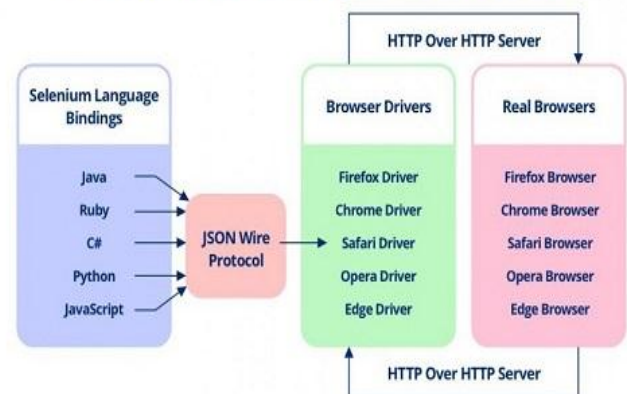 HTTP Over HTTP Server
Selenium Language
Bindings
Java
Ruby
C#
Python
JavaScript
JSON Wire
Protocol
Browser Drivers
Firefox Driver
Chrome Driver
Safari Driver
Opera Driver
Edge Driver
Real Browsers
Firefox Browser
Chrome Browser
Safari Browser
Opera Browser
Edge Browser
HTTP Over HTTP Server